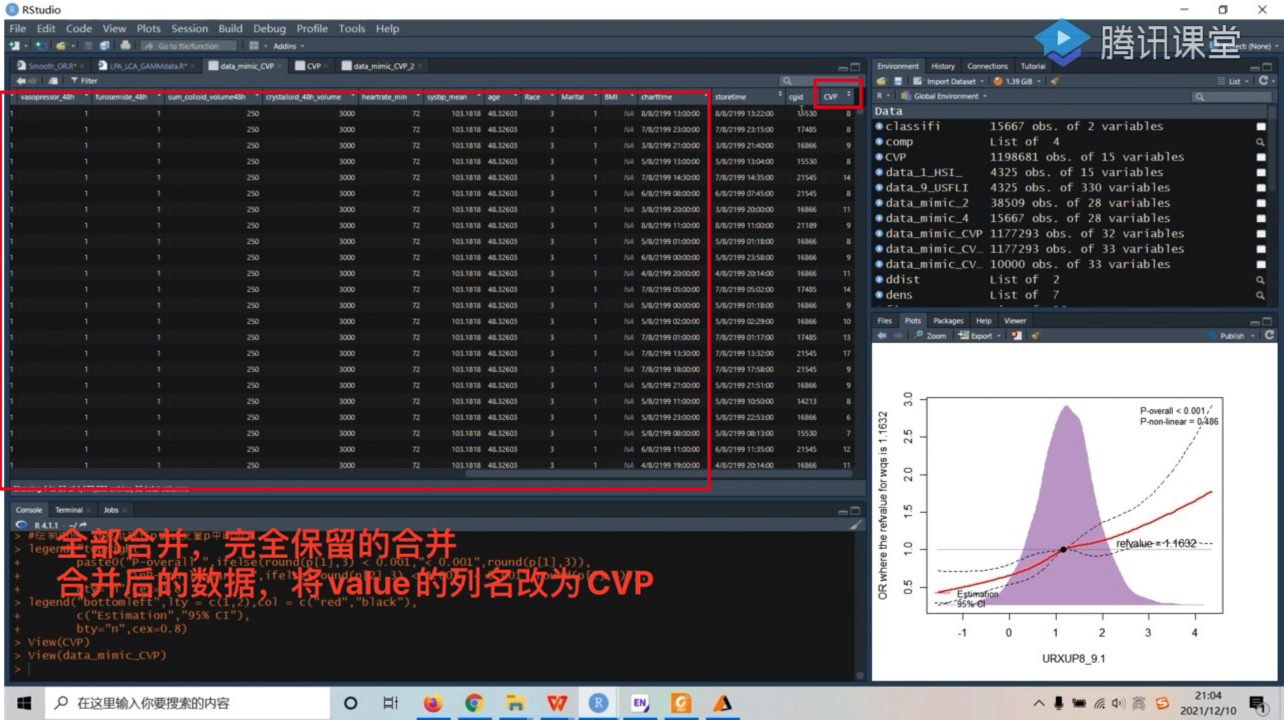 RStudio
File Edit Code View Plots Session Build Debug Profile Tools Help
Go to file/function Addins
腾讯课堂
(None)
Smooth_OR.R* LPA_LCA_GAMMdata.R* data_mimic_CVP CVP data_mimic_CVP_2
Filter
vasopressor_48h furosemide_48h sum_colloid_volume48h crystalloid_48h_volume heartrate_min sysbp_mean age Race Marital BMI charttime storetime cgid CVP
1 1 1 250 3000 72 103.1818 48.32603 3 1 NA 8/8/2199 13:00:00 8/8/2199 13:22:00 15530 8
1 1 1 250 3000 72 103.1818 48.32603 3 1 NA 7/8/2199 23:00:00 7/8/2199 23:15:00 17485 8
1 1 1 250 3000 72 103.1818 48.32603 3 1 NA 3/8/2199 21:00:00 3/8/2199 21:40:00 16866 9
1 1 1 250 3000 72 103.1818 48.32603 3 1 NA 5/8/2199 13:00:00 5/8/2199 13:04:00 15530 8
1 1 1 250 3000 72 103.1818 48.32603 3 1 NA 7/8/2199 14:30:00 7/8/2199 14:35:00 21545 14
1 1 1 250 3000 72 103.1818 48.32603 3 1 NA 6/8/2199 08:00:00 6/8/2199 07:45:00 21545 8
1 1 1 250 3000 72 103.1818 48.32603 3 1 NA 3/8/2199 20:00:00 3/8/2199 20:00:00 16866 11
1 1 1 250 3000 72 103.1818 48.32603 3 1 NA 8/8/2199 11:00:00 8/8/2199 11:00:00 21189 9
1 1 1 250 3000 72 103.1818 48.32603 3 1 NA 5/8/2199 01:00:00 5/8/2199 01:18:00 16866 8
1 1 1 250 3000 72 103.1818 48.32603 3 1 NA 6/8/2199 00:00:00 5/8/2199 23:58:00 16866 9
1 1 1 250 3000 72 103.1818 48.32603 3 1 NA 4/8/2199 20:00:00 4/8/2199 20:14:00 16866 11
1 1 1 250 3000 72 103.1818 48.32603 3 1 NA 7/8/2199 05:00:00 7/8/2199 05:02:00 17485 14
1 1 1 250 3000 72 103.1818 48.32603 3 1 NA 5/8/2199 00:00:00 5/8/2199 01:18:00 16866 9
1 1 1 250 3000 72 103.1818 48.32603 3 1 NA 5/8/2199 02:00:00 5/8/2199 02:29:00 16866 10
1 1 1 250 3000 72 103.1818 48.32603 3 1 NA 7/8/2199 01:00:00 7/8/2199 01:17:00 17485 13
1 1 1 250 3000 72 103.1818 48.32603 3 1 NA 7/8/2199 13:30:00 7/8/2199 13:32:00 21545 17
1 1 1 250 3000 72 103.1818 48.32603 3 1 NA 7/8/2199 18:00:00 7/8/2199 17:58:00 21545 9
1 1 1 250 3000 72 103.1818 48.32603 3 1 NA 5/8/2199 21:00:00 5/8/2199 21:51:00 16866 9
1 1 1 250 3000 72 103.1818 48.32603 3 1 NA 5/8/2199 11:00:00 5/8/2199 10:50:00 14213 8
1 1 1 250 3000 72 103.1818 48.32603 3 1 NA 5/8/2199 23:00:00 5/8/2199 22:53:00 16866 6
1 1 1 250 3000 72 103.1818 48.32603 3 1 NA 5/8/2199 08:00:00 5/8/2199 08:13:00 15530 7
1 1 1 250 3000 72 103.1818 48.32603 3 1 NA 6/8/2199 11:00:00 6/8/2199 11:35:00 21545 12
1 1 1 250 3000 72 103.1818 48.32603 3 1 NA 4/8/2199 19:00:00 4/8/2199 20:14:00 16866 11
Console Terminal Jobs
R 4.1.1 · ~/
> legend(
+ paste0("P-overall ",ifelse(round(p[1],3) < 0.001,"< 0.001",round(p[1],3)),
全部合并，完全保留的合并
合并后的数据，将value的列名改为CVP
> legend("bottomleft",lty = c(1,2),col = c("red","black"),
+ c("Estimation","95% CI"),
+ bty="n",cex=0.8)
> View(CVP)
> View(data_mimic_CVP)
>
Environment History Connections Tutorial
Import Dataset 1.39 GiB List
R Global Environment
Data
classifi 15667 obs. of 2 variables
comp List of 4
CVP 1198681 obs. of 15 variables
data_1_HSI_ 4325 obs. of 15 variables
data_9_USFLI 4325 obs. of 330 variables
data_mimic_2 38509 obs. of 28 variables
data_mimic_4 15667 obs. of 28 variables
data_mimic_CVP 1177293 obs. of 32 variables
data_mimic_CV… 1177293 obs. of 33 variables
data_mimic_CV… 10000 obs. of 33 variables
ddist List of 2
dens List of 7
Files Plots Packages Help Viewer
Zoom Export Publish
P-overall < 0.001
P-non-linear = 0.486
refvalue = 1.1632
Estimation
95% CI
OR where the refvalue for wqs is 1.1632
3.0
2.5
2.0
1.5
1.0
0.5
-1 0 1 2 3 4
URXUP8_9.1
在这里输入你要搜索的内容
EN
英
21:04
2021/12/10
1